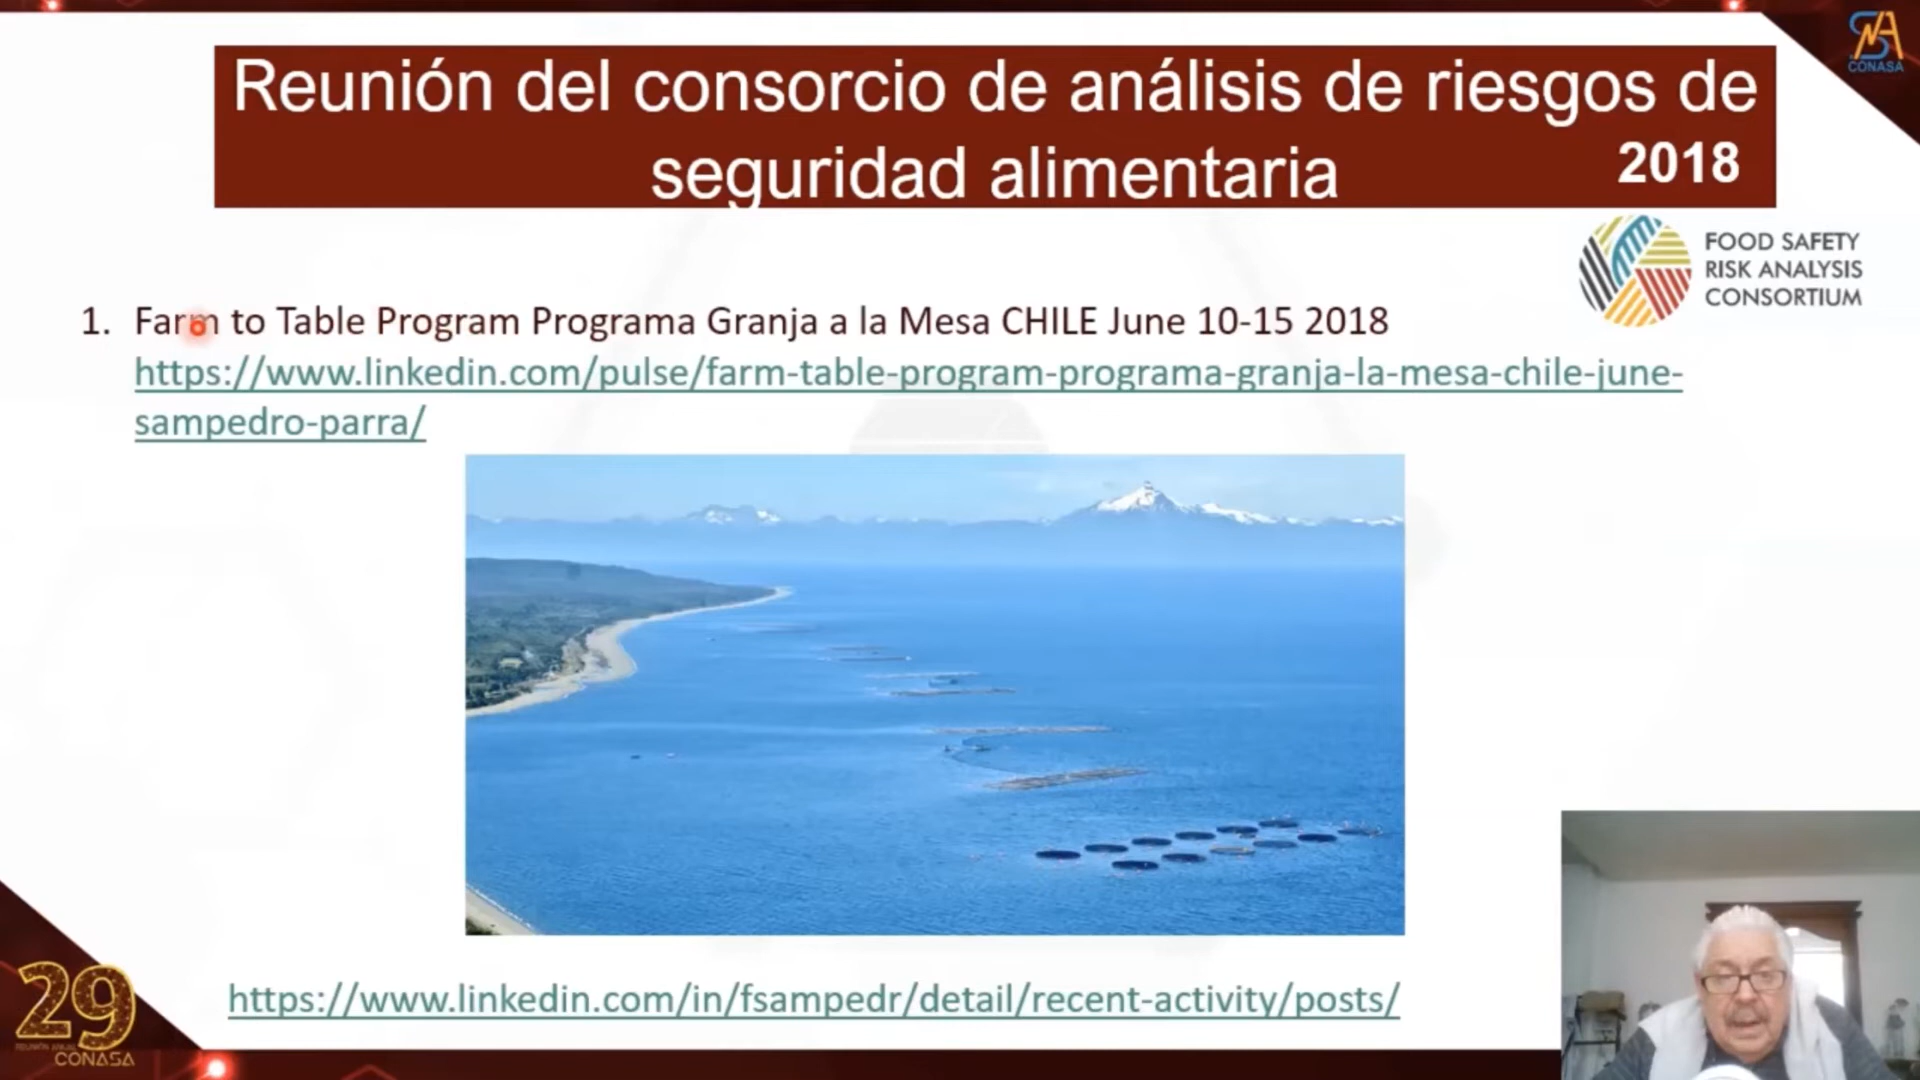 CONASA
Reunión del consorcio de análisis de riesgos de
seguridad alimentaria
2018
FOOD SAFETY
RISK ANALYSIS
CONSORTIUM
1. Farm to Table Program Programa Granja a la Mesa CHILE June 10-15 2018
https://www.linkedin.com/pulse/farm-table-program-programa-granja-la-mesa-chile-june-
sampedro-parra/
https://www.linkedin.com/in/fsampedr/detail/recent-activity/posts/
29
REUNIÓN ANUAL
CONASA